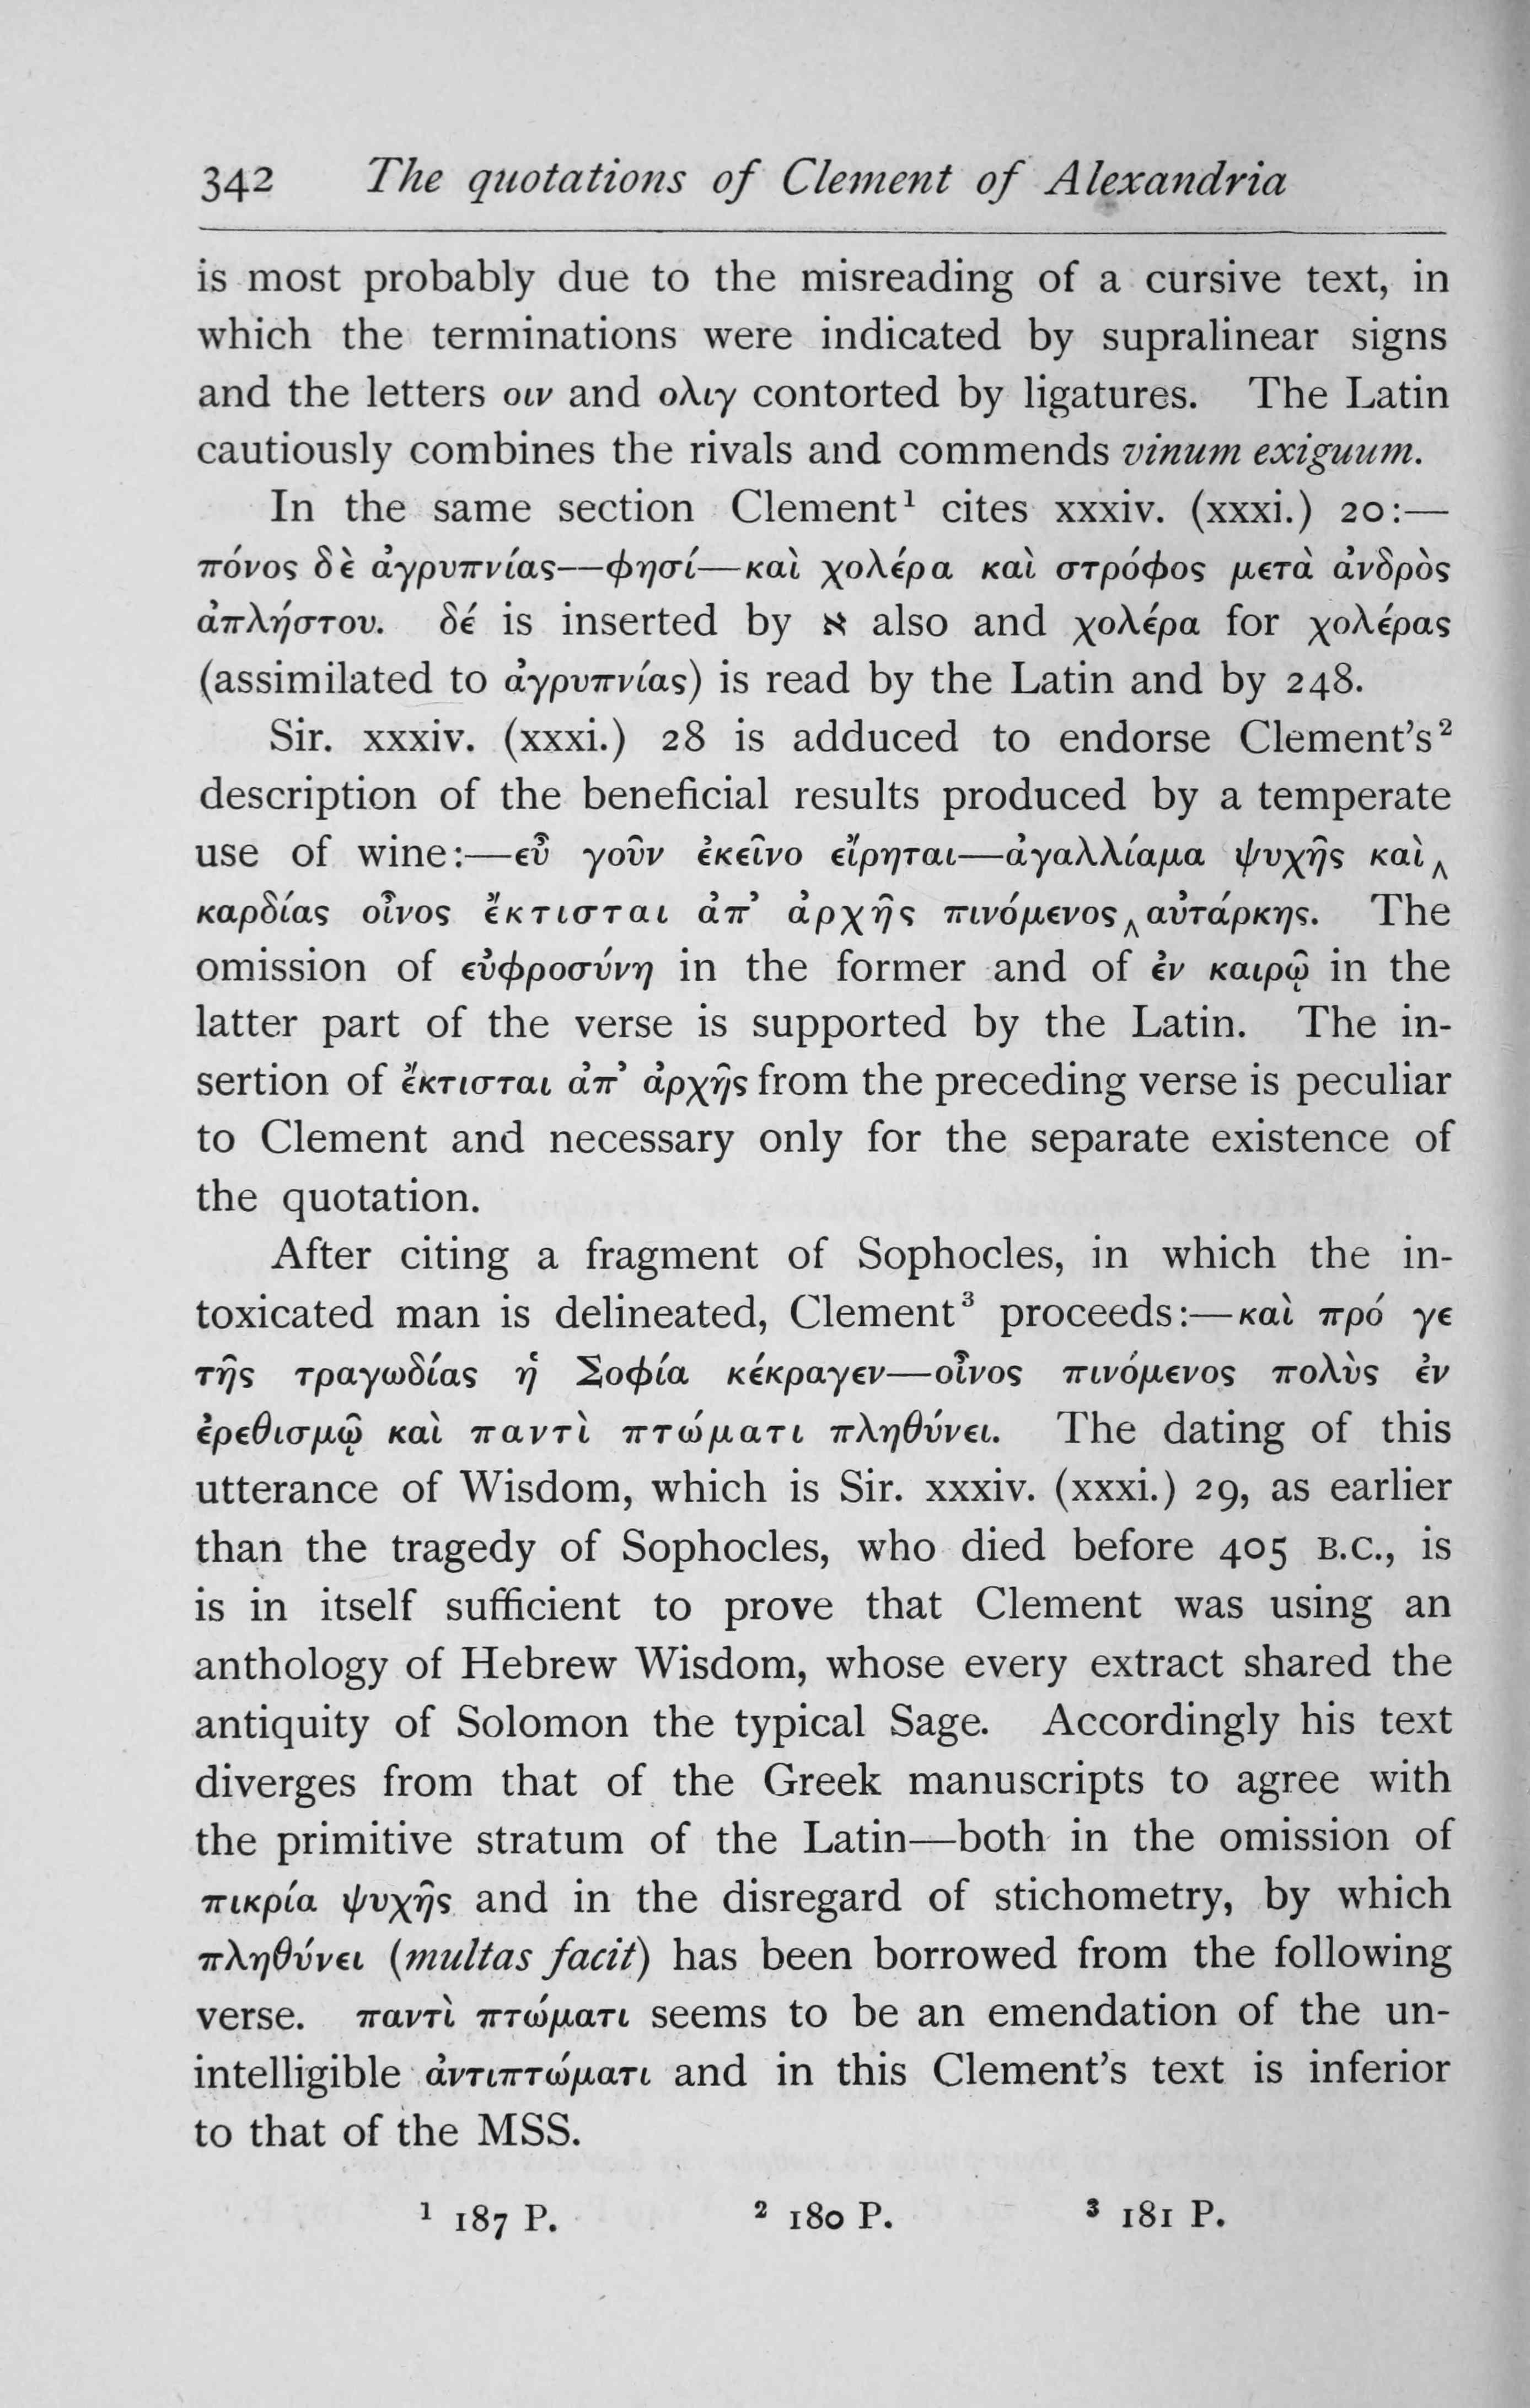 342 The quotations of Clement of Alexandria
is most probably due to the misreading of a cursive text, in
which the terminations were indicated by supralinear signs
and the letters οιν and ολιγ contorted by ligatures. The Latin
cautiously combines the rivals and commends vinum exiguum.
In the same section Clement¹ cites xxxiv. (xxxi.) 20:—
πόνος δὲ ἀγρυπνίας—φησί—καὶ χολέρα καὶ στρόφος μετὰ ἀνδρὸς
ἀπλήστου. δέ is inserted by א also and χολέρα for χολέρας
(assimilated to ἀγρυπνίας) is read by the Latin and by 248.
Sir. xxxiv. (xxxi.) 28 is adduced to endorse Clement's²
description of the beneficial results produced by a temperate
use of wine:—εὖ γοῦν ἐκεῖνο εἴρηται—ἀγαλλίαμα ψυχῆς καὶ ‸
καρδίας οἶνος ἔκτισται ἀπ' ἀρχῆς πινόμενος ‸ αὐτάρκης. The
omission of εὐφροσύνη in the former and of ἐν καιρῷ in the
latter part of the verse is supported by the Latin. The in-
sertion of ἔκτισται ἀπ' ἀρχῆς from the preceding verse is peculiar
to Clement and necessary only for the separate existence of
the quotation.
After citing a fragment of Sophocles, in which the in-
toxicated man is delineated, Clement³ proceeds:—καὶ πρό γε
τῆς τραγωδίας ἡ Σοφία κέκραγεν—οἶνος πινόμενος πολὺς ἐν
ἐρεθισμῷ καὶ παντὶ πτώματι πληθύνει. The dating of this
utterance of Wisdom, which is Sir. xxxiv. (xxxi.) 29, as earlier
than the tragedy of Sophocles, who died before 405 B.C., is
is in itself sufficient to prove that Clement was using an
anthology of Hebrew Wisdom, whose every extract shared the
antiquity of Solomon the typical Sage. Accordingly his text
diverges from that of the Greek manuscripts to agree with
the primitive stratum of the Latin—both in the omission of
πικρία ψυχῆς and in the disregard of stichometry, by which
πληθύνει (multas facit) has been borrowed from the following
verse. παντὶ πτώματι seems to be an emendation of the un-
intelligible ἀντιπτώματι and in this Clement's text is inferior
to that of the MSS.
¹ 187 P. ² 180 P. ³ 181 P.